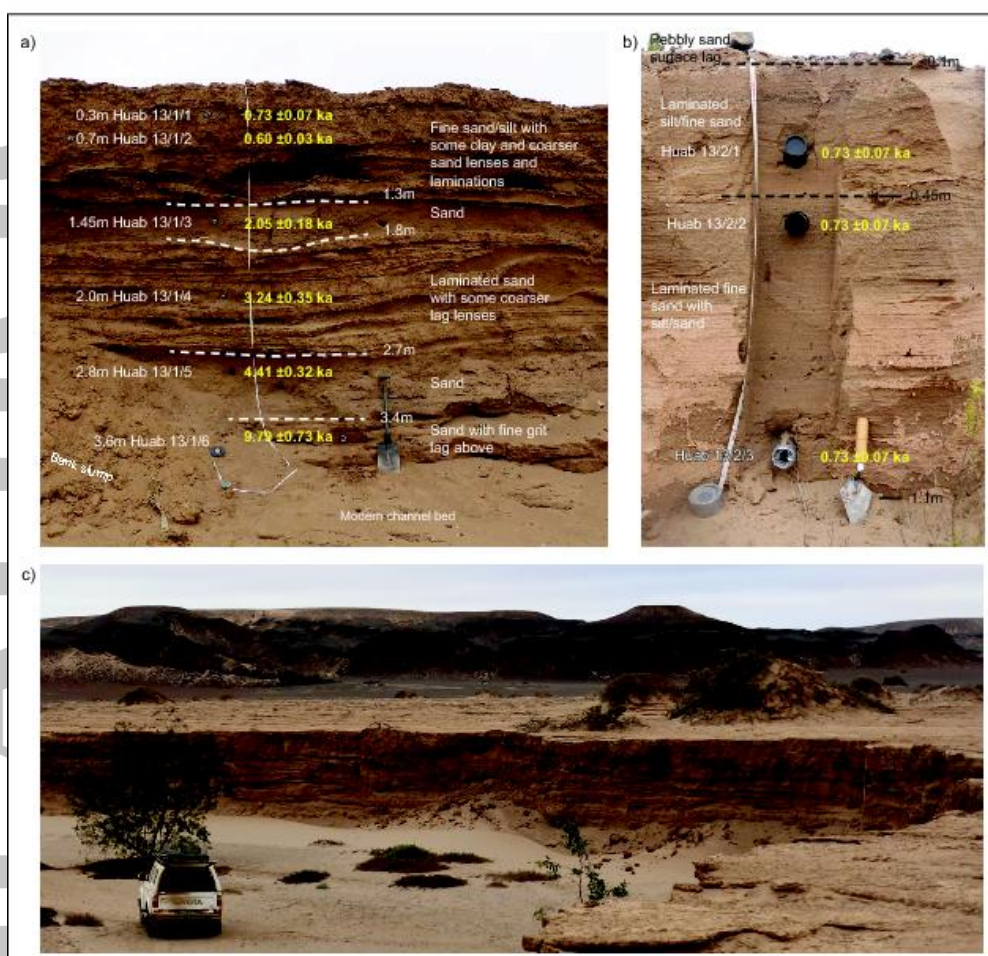 a)
0.3m Huab 13/1/1
0.73 ±0.07 ka
0.7m Huab 13/1/2
0.60 ±0.03 ka
Fine sand/silt with
some clay and coarser
sand lenses and
laminations
1.3m
1.45m Huab 13/1/3
2.05 ±0.18 ka
Sand
1.8m
2.0m Huab 13/1/4
3.24 ±0.35 ka
Laminated sand
with some coarser
lag lenses
2.7m
2.8m Huab 13/1/5
4.41 ±0.32 ka
Sand
3.4m
3.6m Huab 13/1/6
9.79 ±0.73 ka
Sand with fine grit
lag above
Bank slump
Modern channel bed
b)
Pebbly sand
surface lag
0.1m
Laminated
silt/fine sand
Huab 13/2/1
0.73 ±0.07 ka
0.45m
Huab 13/2/2
0.73 ±0.07 ka
Laminated fine
sand with
silt/sand
Huab 13/2/3
0.73 ±0.07 ka
1.1m
c)
TOYOTA